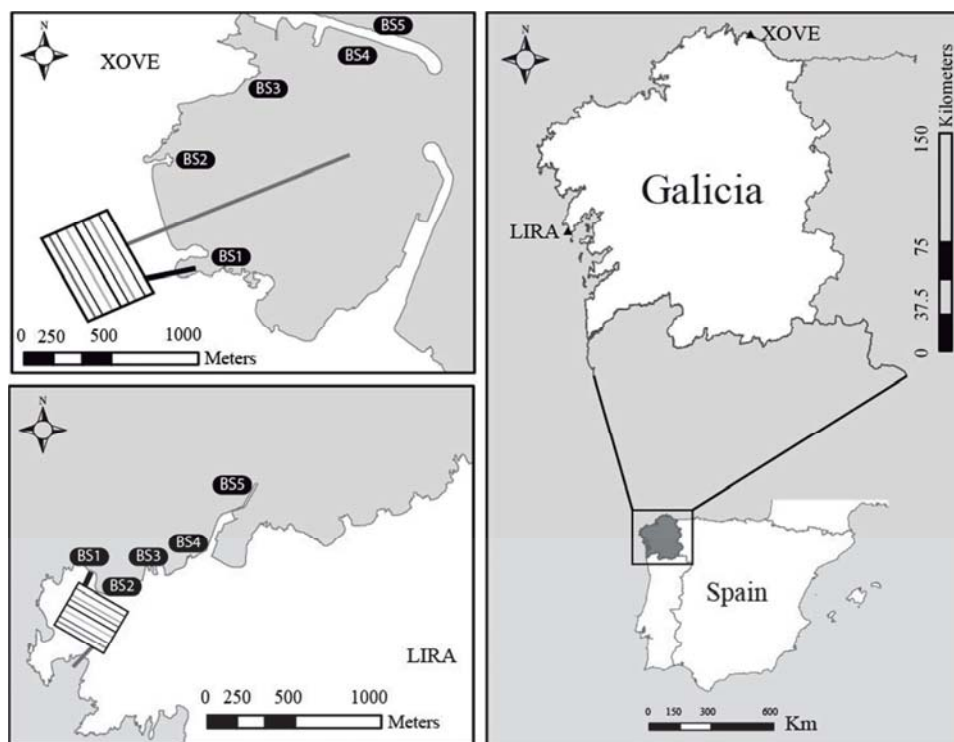 N
XOVE
BS5
BS4
BS3
BS2
BS1
0 250 500 1000
Meters
N
BS5
BS4
BS3
BS1
BS2
LIRA
0 250 500 1000
Meters
N
XOVE
Galicia
LIRA
Kilometers
150
75
37.5
0
Spain
0 150 300 600
Km